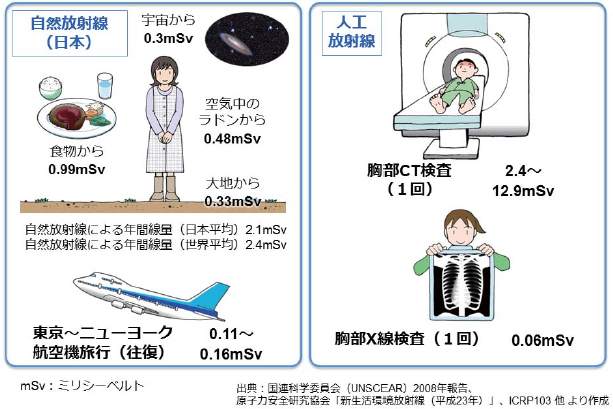 自然放射線
（日本）
宇宙から
0.3mSv
空気中の
ラドンから
0.48mSv
食物から
0.99mSv
大地から
0.33mSv
自然放射線による年間線量（日本平均）2.1mSv
自然放射線による年間線量（世界平均）2.4mSv
東京～ニューヨーク
航空機旅行（往復）
0.11～
0.16mSv
人工
放射線
胸部CT検査
（１回）
2.4～
12.9mSv
胸部X線検査（１回）
0.06mSv
mSv：ミリシーベルト
出典：国連科学委員会（UNSCEAR）2008年報告、
原子力安全研究協会「新生活環境放射線（平成23年）」、ICRP103 他 より作成